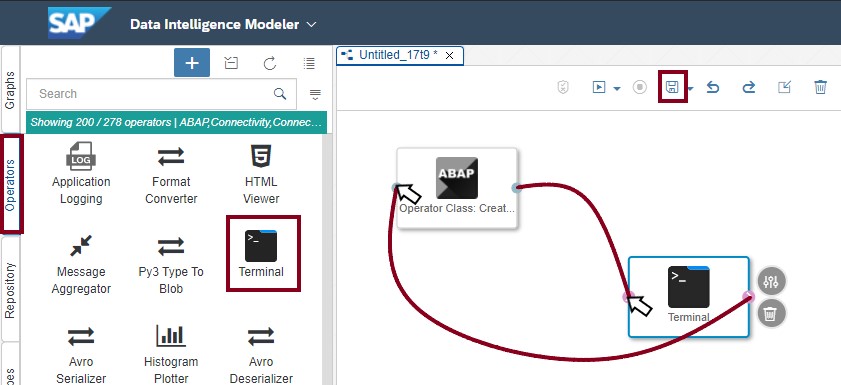 SAP Data Intelligence Modeler
Graphs
Operators
Repository
Search
Showing 200 / 278 operators | ABAP,Connectivity,Connec...
LOG
Application
Logging
Format
Converter
HTML
Viewer
Message
Aggregator
Py3 Type To
Blob
>_
Terminal
Avro
Serializer
Histogram
Plotter
Avro
Deserializer
Untitled_17t9 *
ABAP
Operator Class: Creat...
>_
Terminal